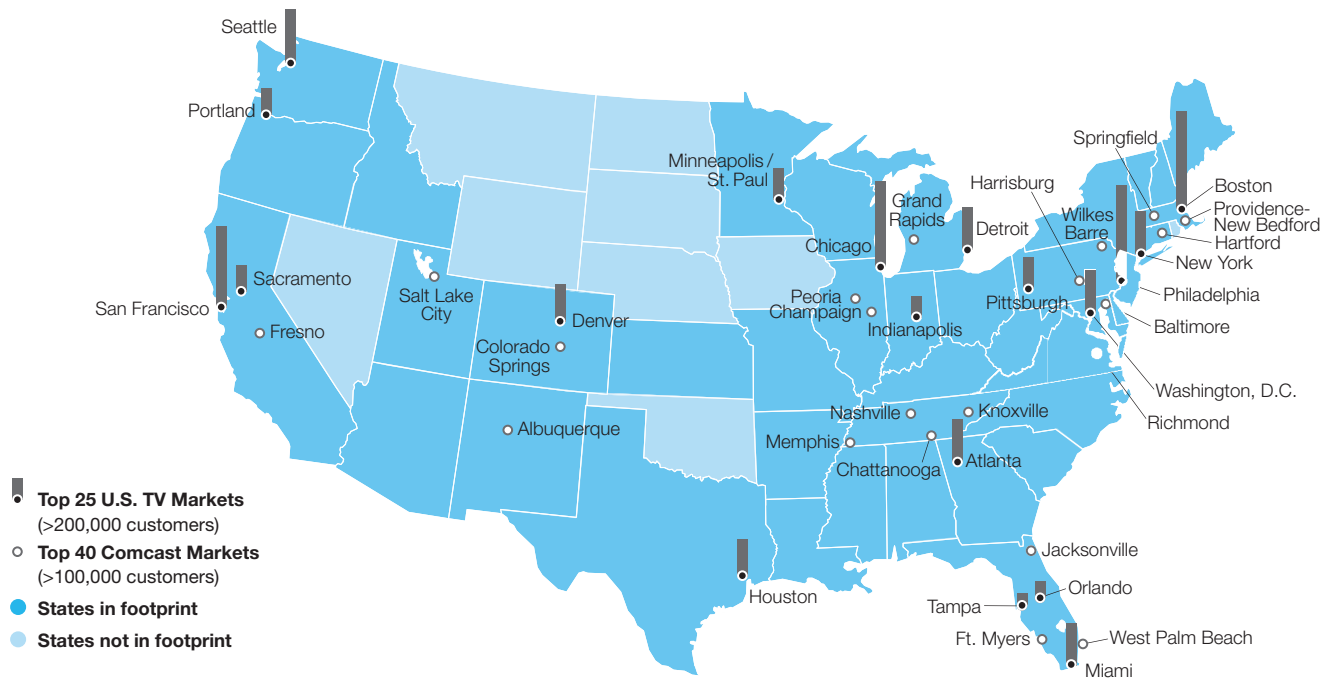 Seattle
Portland
Minneapolis /
St. Paul
Springfield
Harrisburg
Grand
Rapids
Detroit
Wilkes
Barre
Boston
Providence-
New Bedford
Hartford
New York
Chicago
Sacramento
San Francisco
Salt Lake
City
Denver
Peoria
Champaign
Indianapolis
Pittsburgh
Philadelphia
Baltimore
Fresno
Colorado
Springs
Washington, D.C.
Richmond
Albuquerque
Nashville
Knoxville
Memphis
Chattanooga
Atlanta
Top 25 U.S. TV Markets
(>200,000 customers)
Top 40 Comcast Markets
(>100,000 customers)
States in footprint
States not in footprint
Jacksonville
Houston
Orlando
Tampa
Ft. Myers
West Palm Beach
Miami